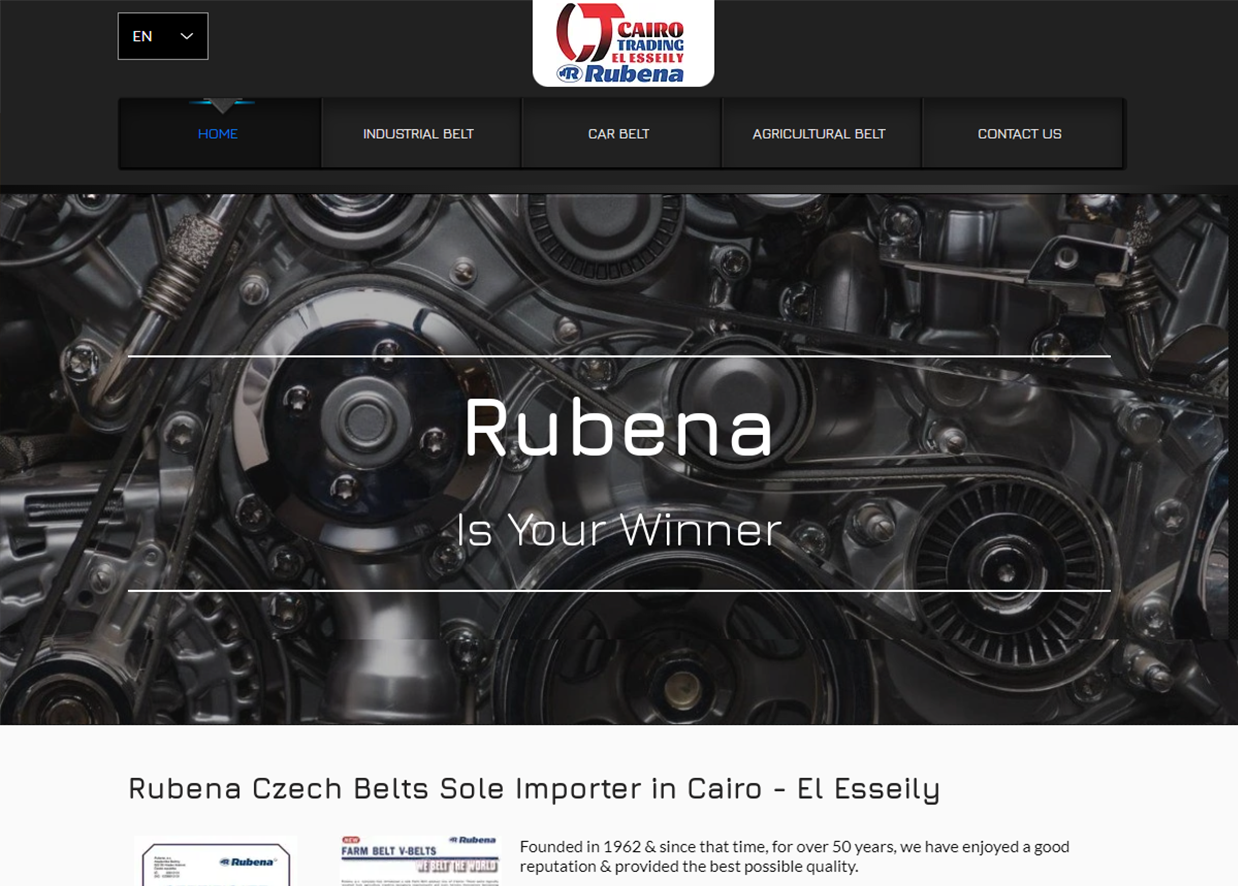 EN
CAIRO
TRADING
EL ESSEILY
Rubena
HOME
INDUSTRIAL BELT
CAR BELT
AGRICULTURAL BELT
CONTACT US
Rubena
Is Your Winner
Rubena Czech Belts Sole Importer in Cairo - El Esseily
Rubena
NEW
Rubena
FARM BELT V-BELTS
WE BELT THE WORLD
Founded in 1962 & since that time, for over 50 years, we have enjoyed a good
reputation & provided the best possible quality.